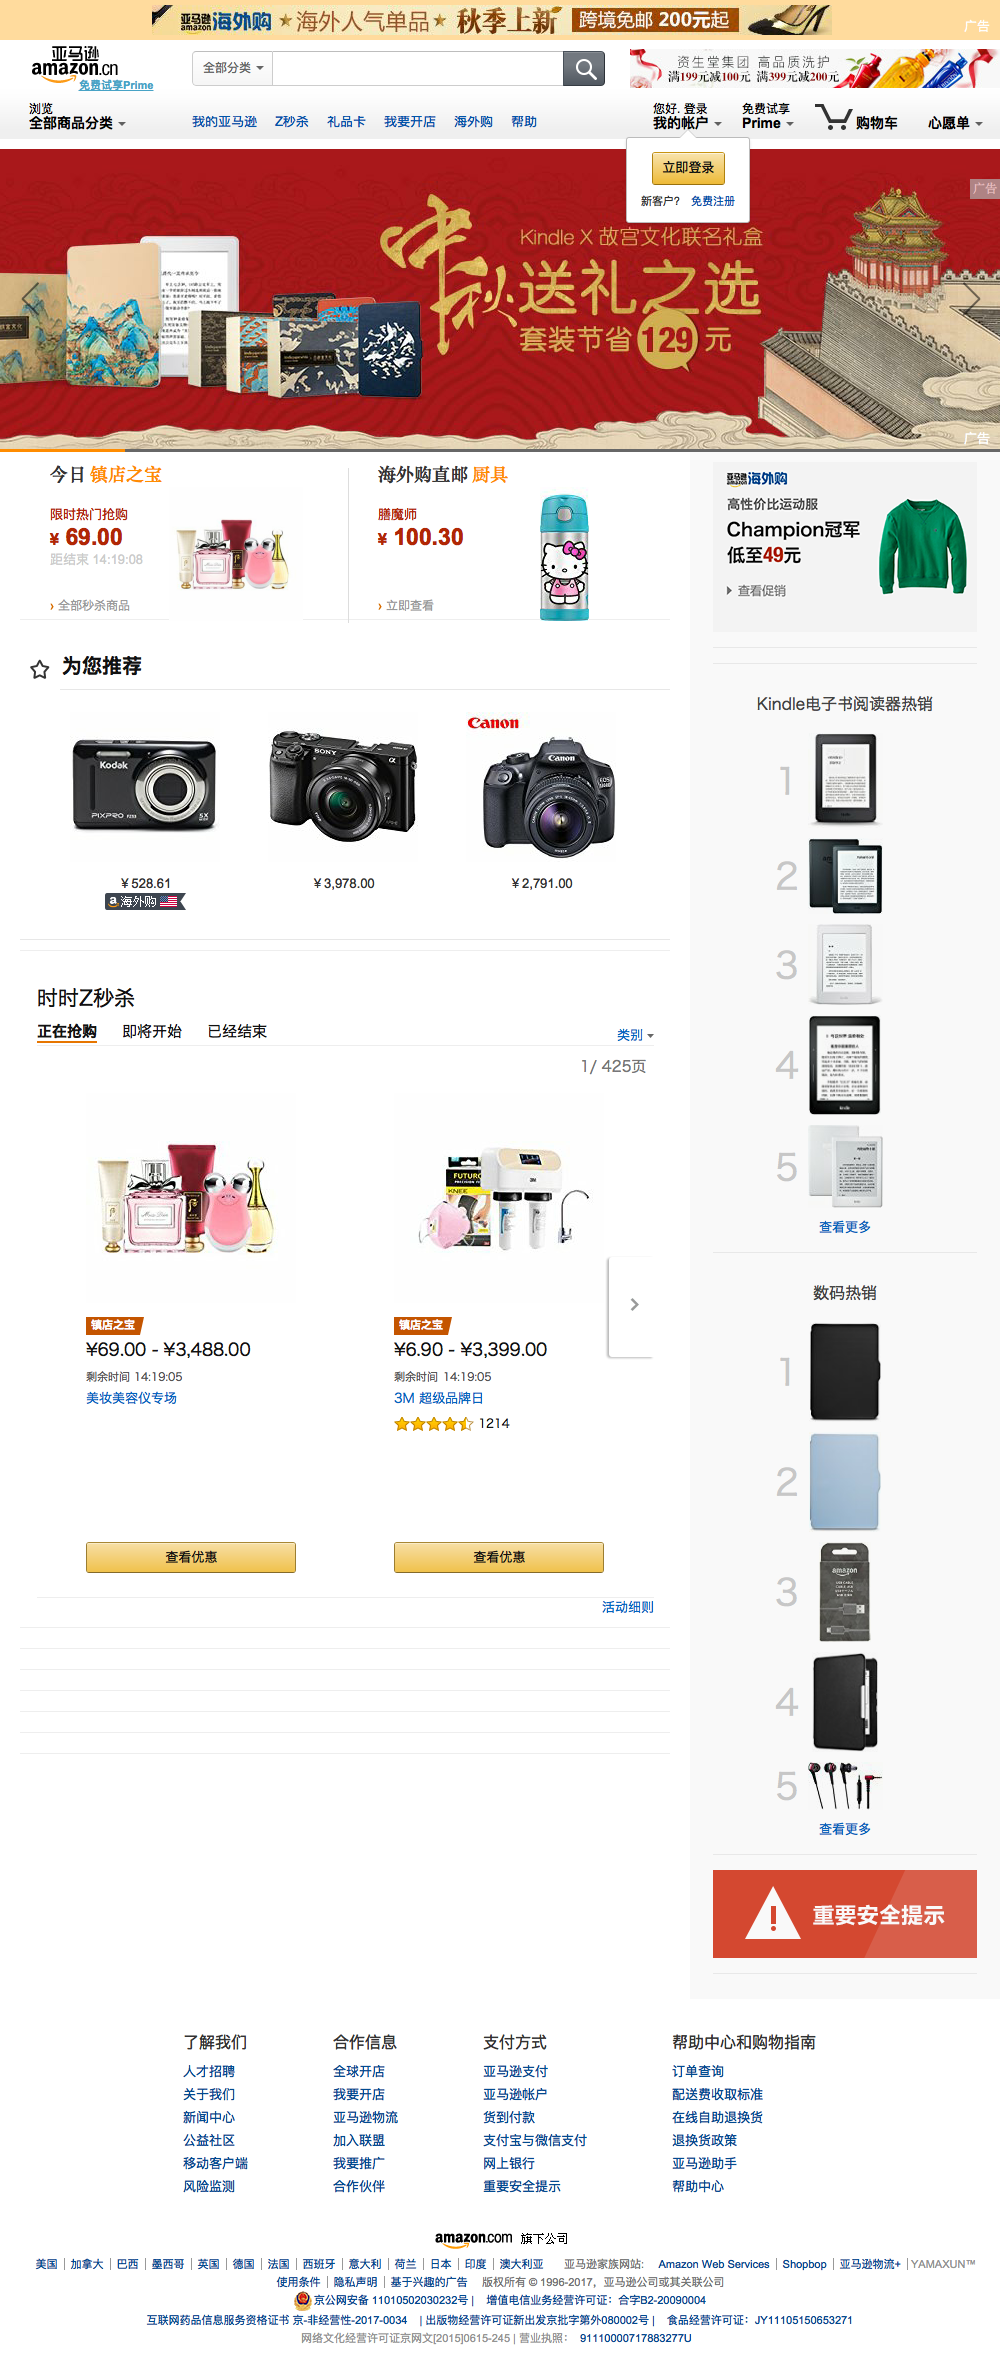 亚马逊 amazon 海外购 ★ 海外人气单品 ★ 秋季上新 跨境免邮 200元起
广告
亚马逊
amazon.cn
免费试享Prime
全部分类
资生堂集团 高品质洗护
满199元减100元 满399元减200元
浏览
全部商品分类
我的亚马逊 Z秒杀 礼品卡 我要开店 海外购 帮助
您好, 登录
我的帐户
免费试享
Prime
购物车
心愿单
立即登录
新客户? 免费注册
广告
中秋
Kindle X 故宫文化联名礼盒
送礼之选
套装节省129元
广告
今日 镇店之宝
限时热门抢购
¥ 69.00
距结束 14:19:08
› 全部秒杀商品
海外购直邮 厨具
膳魔师
¥ 100.30
› 立即查看
亚马逊 amazon 海外购
高性价比运动服
Champion冠军
低至49元
查看促销
为您推荐
Kodak
PIXPRO
5X
SONY
α
Canon
Canon
EOS
¥ 528.61
a 海外购
¥ 3,978.00
¥ 2,791.00
Kindle电子书阅读器热销
1
2
3
4
5
查看更多
时时Z秒杀
正在抢购 即将开始 已经结束
类别
1/ 425页
FUTURO
KNEE
3M
镇店之宝
¥69.00 - ¥3,488.00
剩余时间 14:19:05
美妆美容仪专场
查看优惠
镇店之宝
¥6.90 - ¥3,399.00
剩余时间 14:19:05
3M 超级品牌日
1214
查看优惠
活动细则
数码热销
1
2
3
amazon
4
5
查看更多
重要安全提示
了解我们
人才招聘
关于我们
新闻中心
公益社区
移动客户端
风险监测
合作信息
全球开店
我要开店
亚马逊物流
加入联盟
我要推广
合作伙伴
支付方式
亚马逊支付
亚马逊帐户
货到付款
支付宝与微信支付
网上银行
重要安全提示
帮助中心和购物指南
订单查询
配送费收取标准
在线自助退换货
退换货政策
亚马逊助手
帮助中心
amazon.com 旗下公司
美国 | 加拿大 | 巴西 | 墨西哥 | 英国 | 德国 | 法国 | 西班牙 | 意大利 | 荷兰 | 日本 | 印度 | 澳大利亚 亚马逊家族网站: Amazon Web Services | Shopbop | 亚马逊物流+ | YAMAXUN™
使用条件 | 隐私声明 | 基于兴趣的广告 版权所有 © 1996-2017, 亚马逊公司或其关联公司
京公网安备 11010502030232号 | 增值电信业务经营许可证：合字B2-20090004
互联网药品信息服务资格证书 京-非经营性-2017-0034 | 出版物经营许可证新出发京批字第外080002号 | 食品经营许可证：JY11105150653271
网络文化经营许可证京网文[2015]0615-245 | 营业执照： 91110000717883277U